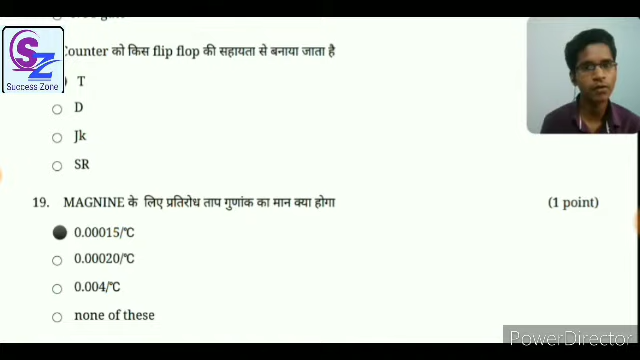 Success Zone
Counter को किस flip flop की सहायता से बनाया जाता है
T
D
Jk
SR
19. MAGNINE के लिए प्रतिरोध ताप गुणांक का मान क्या होगा (1 point)
0.00015/°C
0.00020/°C
0.004/°C
none of these
PowerDirector